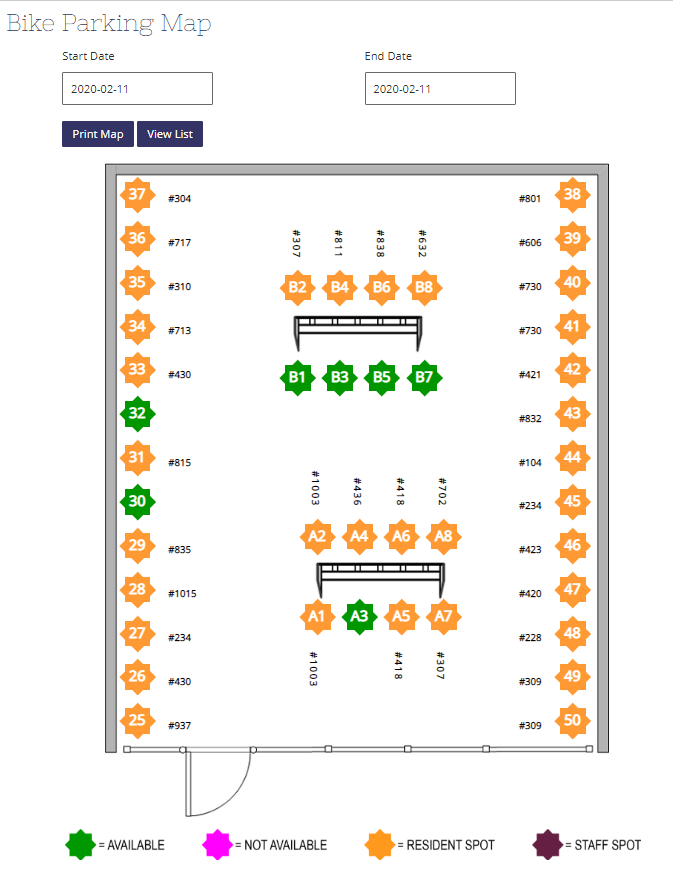 Bike Parking Map
Start Date End Date
2020-02-11 2020-02-11
Print Map View List
37 #304 #801 38
36 #717 #606 39
#307 #811 #838 #632
35 #310 B2 B4 B6 B8 #730 40
34 #713 #730 41
33 #430 B1 B3 B5 B7 #421 42
32 #832 43
31 #815 #104 44
#1003 #436 #418 #702
30 #234 45
29 #835 A2 A4 A6 A8 #423 46
28 #1015 #420 47
27 #234 A1 A3 A5 A7 #228 48
#1003 #418 #307
26 #430 #309 49
25 #937 #309 50
= AVAILABLE = NOT AVAILABLE = RESIDENT SPOT = STAFF SPOT